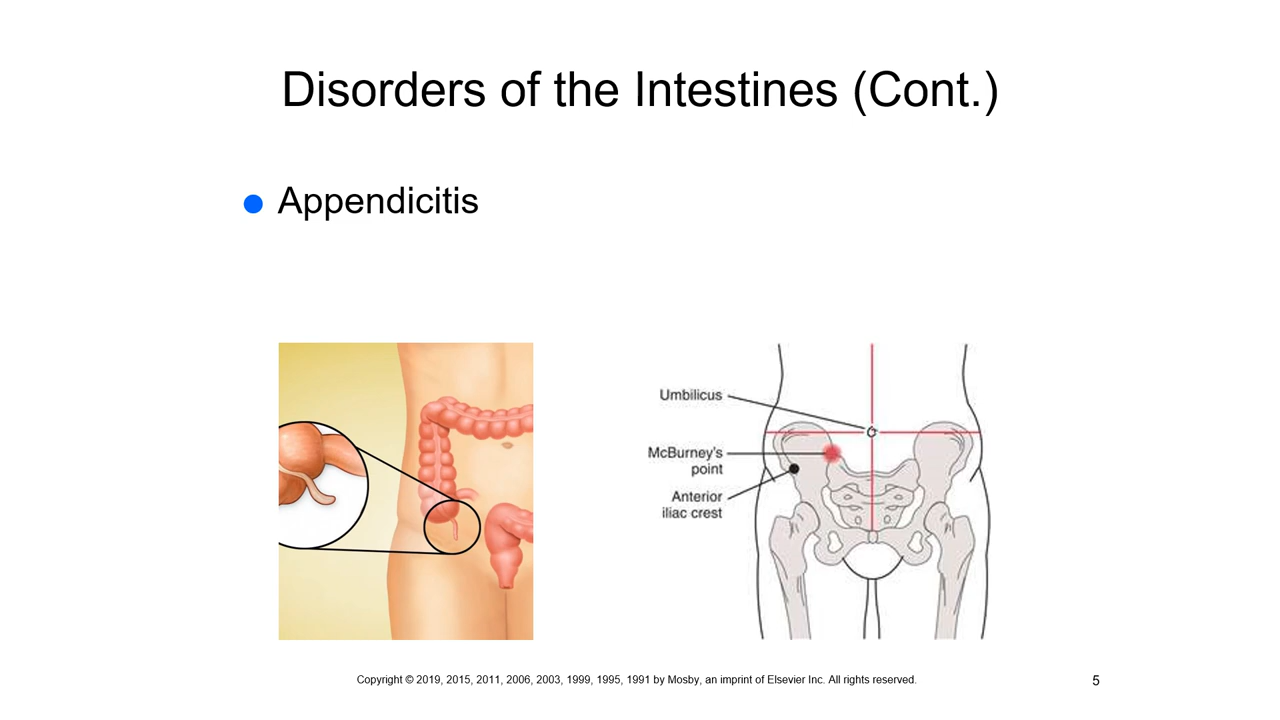 Disorders of the Intestines (Cont.)
Appendicitis
Umbilicus
McBurney's
point
Anterior
iliac crest
Copyright © 2019, 2015, 2011, 2006, 2003, 1999, 1995, 1991 by Mosby, an imprint of Elsevier Inc. All rights reserved.
5